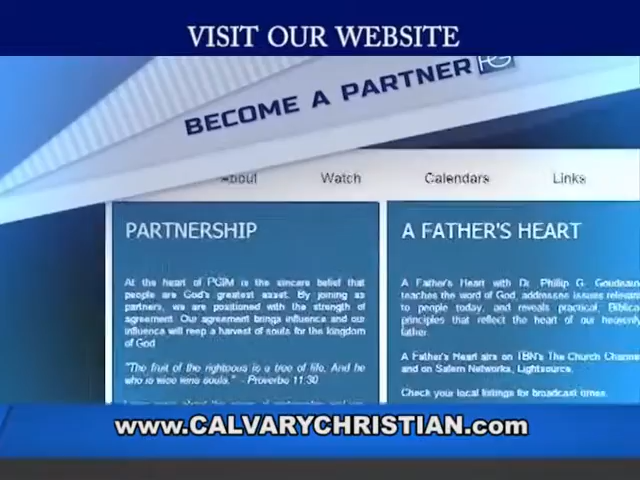 VISIT OUR WEBSITE
BECOME A PARTNER PG
About Watch Calendars Links
PARTNERSHIP
At the heart of PGIM is the sincere belief that
people are God's greatest asset. By joining as
partners, we are positioned with the strength of
agreement. Our agreement brings influence and our
influence will reep a harvest of souls for the kingdom
of God
"The fruit of the righteous is a tree of life. And he
who is wise wins souls." - Proverbs 11:30
A FATHER'S HEART
A Father's Heart with Dr. Phillip G. Goudeaux
teaches the word of God, addresses issues relevant
to people today, and reveals practical, Biblical
principles that reflect the heart of our heavenly
father.
A Father's Heart airs on TBN's The Church Channel
and on Salem Networks, Lightsource.
Check your local listings for broadcast times.
www.CALVARYCHRISTIAN.com